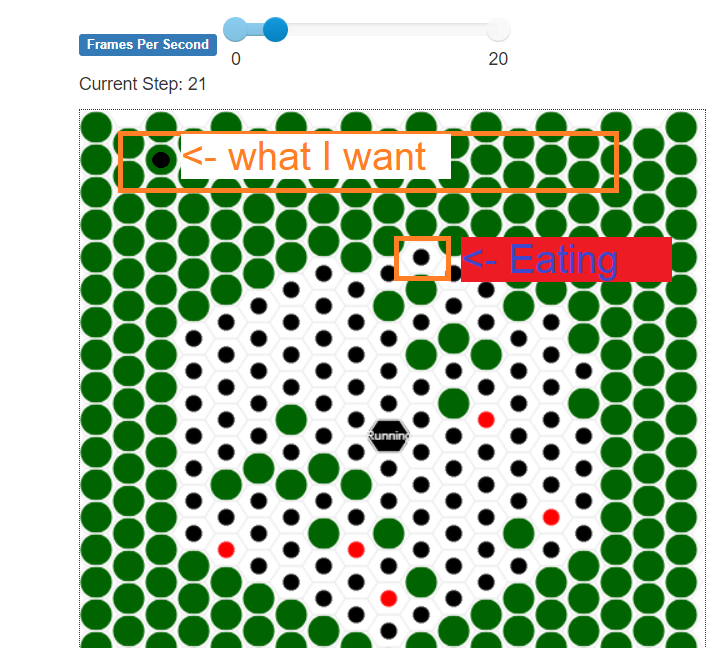 Frames Per Second
0
20
Current Step: 21
<- what I want
<- Eating
Running